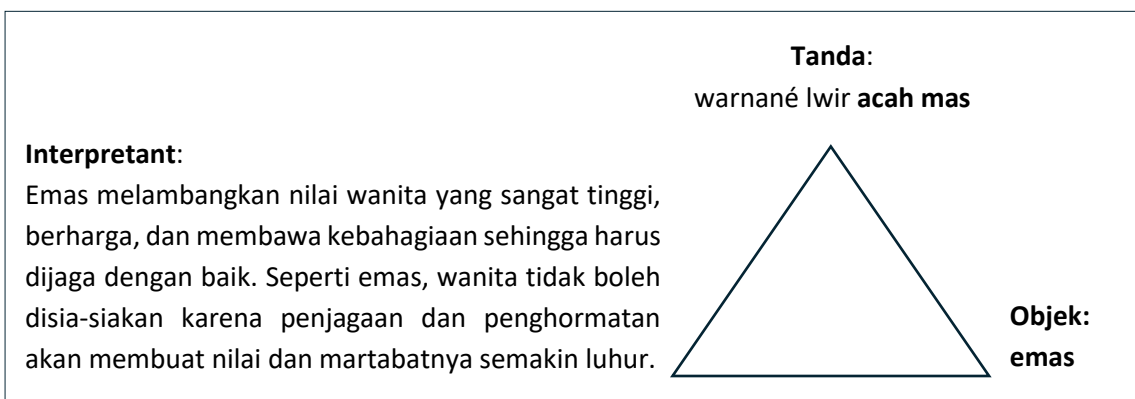 Tanda:
warnané lwir acah mas
Interpretant:
Emas melambangkan nilai wanita yang sangat tinggi,
berharga, dan membawa kebahagiaan sehingga harus
dijaga dengan baik. Seperti emas, wanita tidak boleh
disia-siakan karena penjagaan dan penghormatan
akan membuat nilai dan martabatnya semakin luhur.
Objek:
emas